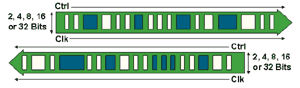 Ctrl
2, 4, 8, 16
or 32 Bits
Clk
Ctrl
2, 4, 8, 16
or 32 Bits
Clk